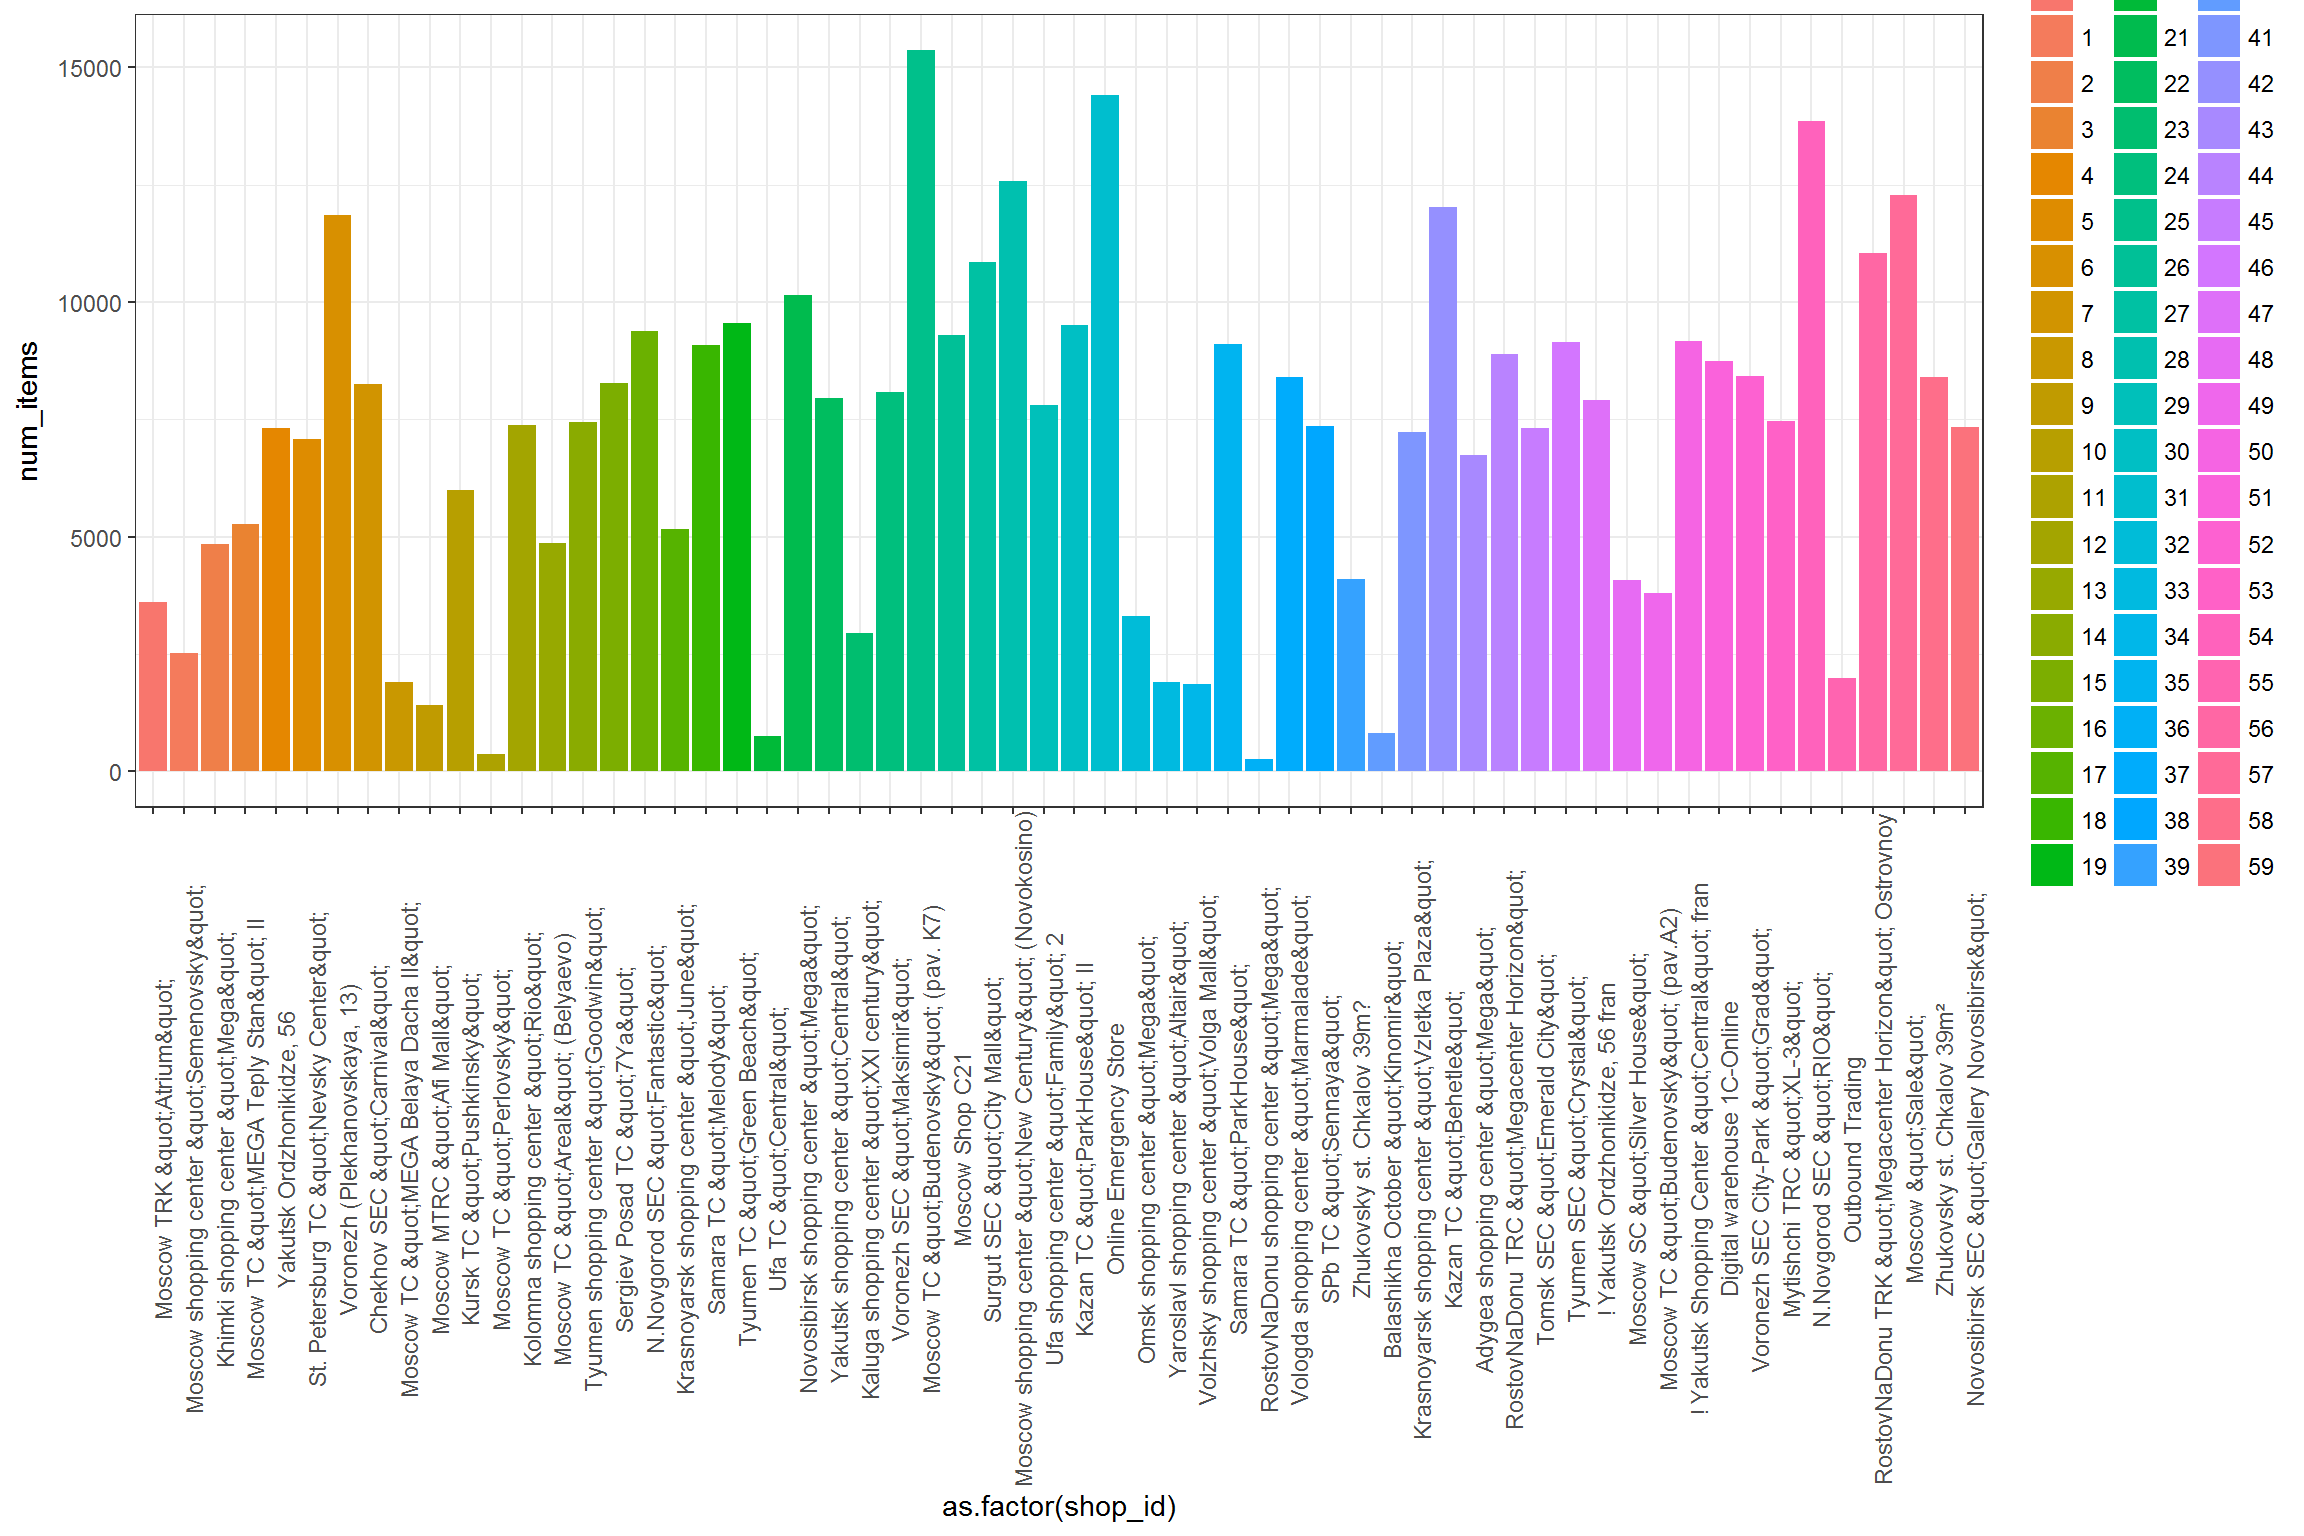 num_items
15000
10000
5000
0
Moscow TRK &quot;Atrium&quot;
Moscow shopping center &quot;Semenovsky&quot;
Khimki shopping center &quot;Mega&quot;
Moscow TC &quot;MEGA Teply Stan&quot; II
Yakutsk Ordzhonikidze, 56
St. Petersburg TC &quot;Nevsky Center&quot;
Voronezh (Plekhanovskaya, 13)
Chekhov SEC &quot;Carnival&quot;
Moscow TC &quot;MEGA Belaya Dacha II&quot;
Moscow MTRC &quot;Afi Mall&quot;
Kursk TC &quot;Pushkinsky&quot;
Moscow TC &quot;Perlovsky&quot;
Kolomna shopping center &quot;Rio&quot;
Moscow TC &quot;Areal&quot; (Belyaevo)
Tyumen shopping center &quot;Goodwin&quot;
Sergiev Posad TC &quot;7Ya&quot;
N.Novgorod SEC &quot;Fantastic&quot;
Krasnoyarsk shopping center &quot;June&quot;
Samara TC &quot;Melody&quot;
Tyumen TC &quot;Green Beach&quot;
Ufa TC &quot;Central&quot;
Novosibirsk shopping center &quot;Mega&quot;
Yakutsk shopping center &quot;Central&quot;
Kaluga shopping center &quot;XXI century&quot;
Voronezh SEC &quot;Maksimir&quot;
Moscow TC &quot;Budenovsky&quot; (pav. K7)
Moscow Shop C21
Surgut SEC &quot;City Mall&quot;
Moscow shopping center &quot;New Century&quot; (Novokosino)
Ufa shopping center &quot;Family&quot; 2
Kazan TC &quot;ParkHouse&quot; II
Online Emergency Store
Omsk shopping center &quot;Mega&quot;
Yaroslavl shopping center &quot;Altair&quot;
Volzhsky shopping center &quot;Volga Mall&quot;
Samara TC &quot;ParkHouse&quot;
RostovNaDonu shopping center &quot;Mega&quot;
Vologda shopping center &quot;Marmalade&quot;
SPb TC &quot;Sennaya&quot;
Zhukovsky st. Chkalov 39m?
Balashikha October &quot;Kinomir&quot;
Krasnoyarsk shopping center &quot;Vzletka Plaza&quot;
Kazan TC &quot;Behetle&quot;
Adygea shopping center &quot;Mega&quot;
RostovNaDonu TRC &quot;Megacenter Horizon&quot;
Tomsk SEC &quot;Emerald City&quot;
Tyumen SEC &quot;Crystal&quot;
! Yakutsk Ordzhonikidze, 56 fran
Moscow SC &quot;Silver House&quot;
Moscow TC &quot;Budenovsky&quot; (pav.A2)
! Yakutsk Shopping Center &quot;Central&quot; fran
Digital warehouse 1C-Online
Voronezh SEC City-Park &quot;Grad&quot;
Mytishchi TRC &quot;XL-3&quot;
N.Novgorod SEC &quot;RIO&quot;
Outbound Trading
RostovNaDonu TRK &quot;Megacenter Horizon&quot; Ostrovnoy
Moscow &quot;Sale&quot;
Zhukovsky st. Chkalov 39m²
Novosibirsk SEC &quot;Gallery Novosibirsk&quot;
as.factor(shop_id)
1 21 41
2 22 42
3 23 43
4 24 44
5 25 45
6 26 46
7 27 47
8 28 48
9 29 49
10 30 50
11 31 51
12 32 52
13 33 53
14 34 54
15 35 55
16 36 56
17 37 57
18 38 58
19 39 59